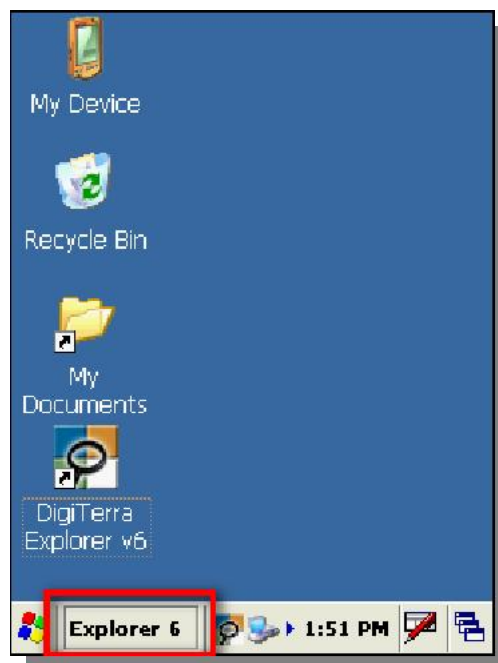 My Device
Recycle Bin
My
Documents
DigiTerra
Explorer v6
Explorer 6
1:51 PM